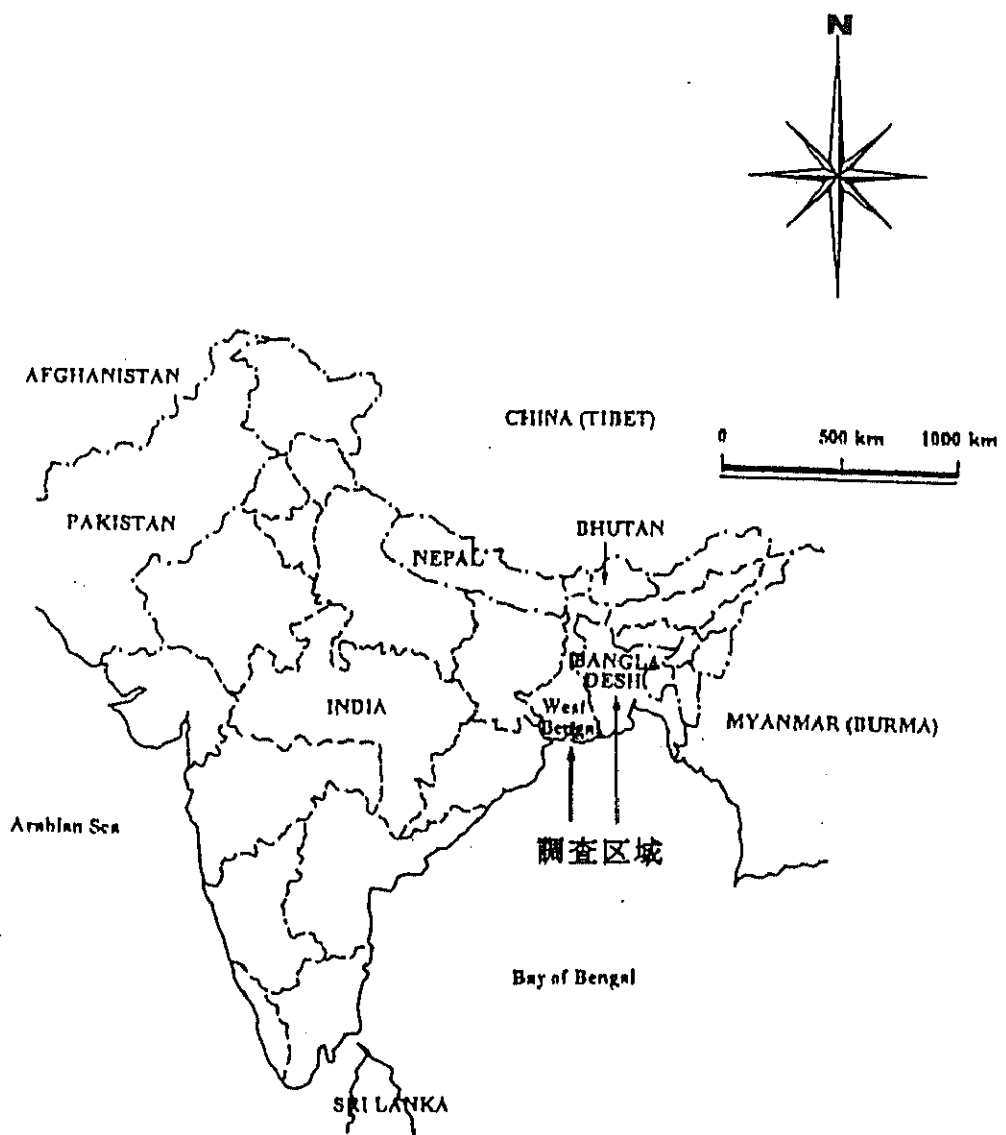 N
AFGHANISTAN
CHINA (TIBET)
0 500 km 1000 km
PAKISTAN
BHUTAN
NEPAL
BANGLA
DESH
INDIA
West
Bengal
MYANMAR (BURMA)
Arabian Sea
調査区域
Bay of Bengal
SRI LANKA